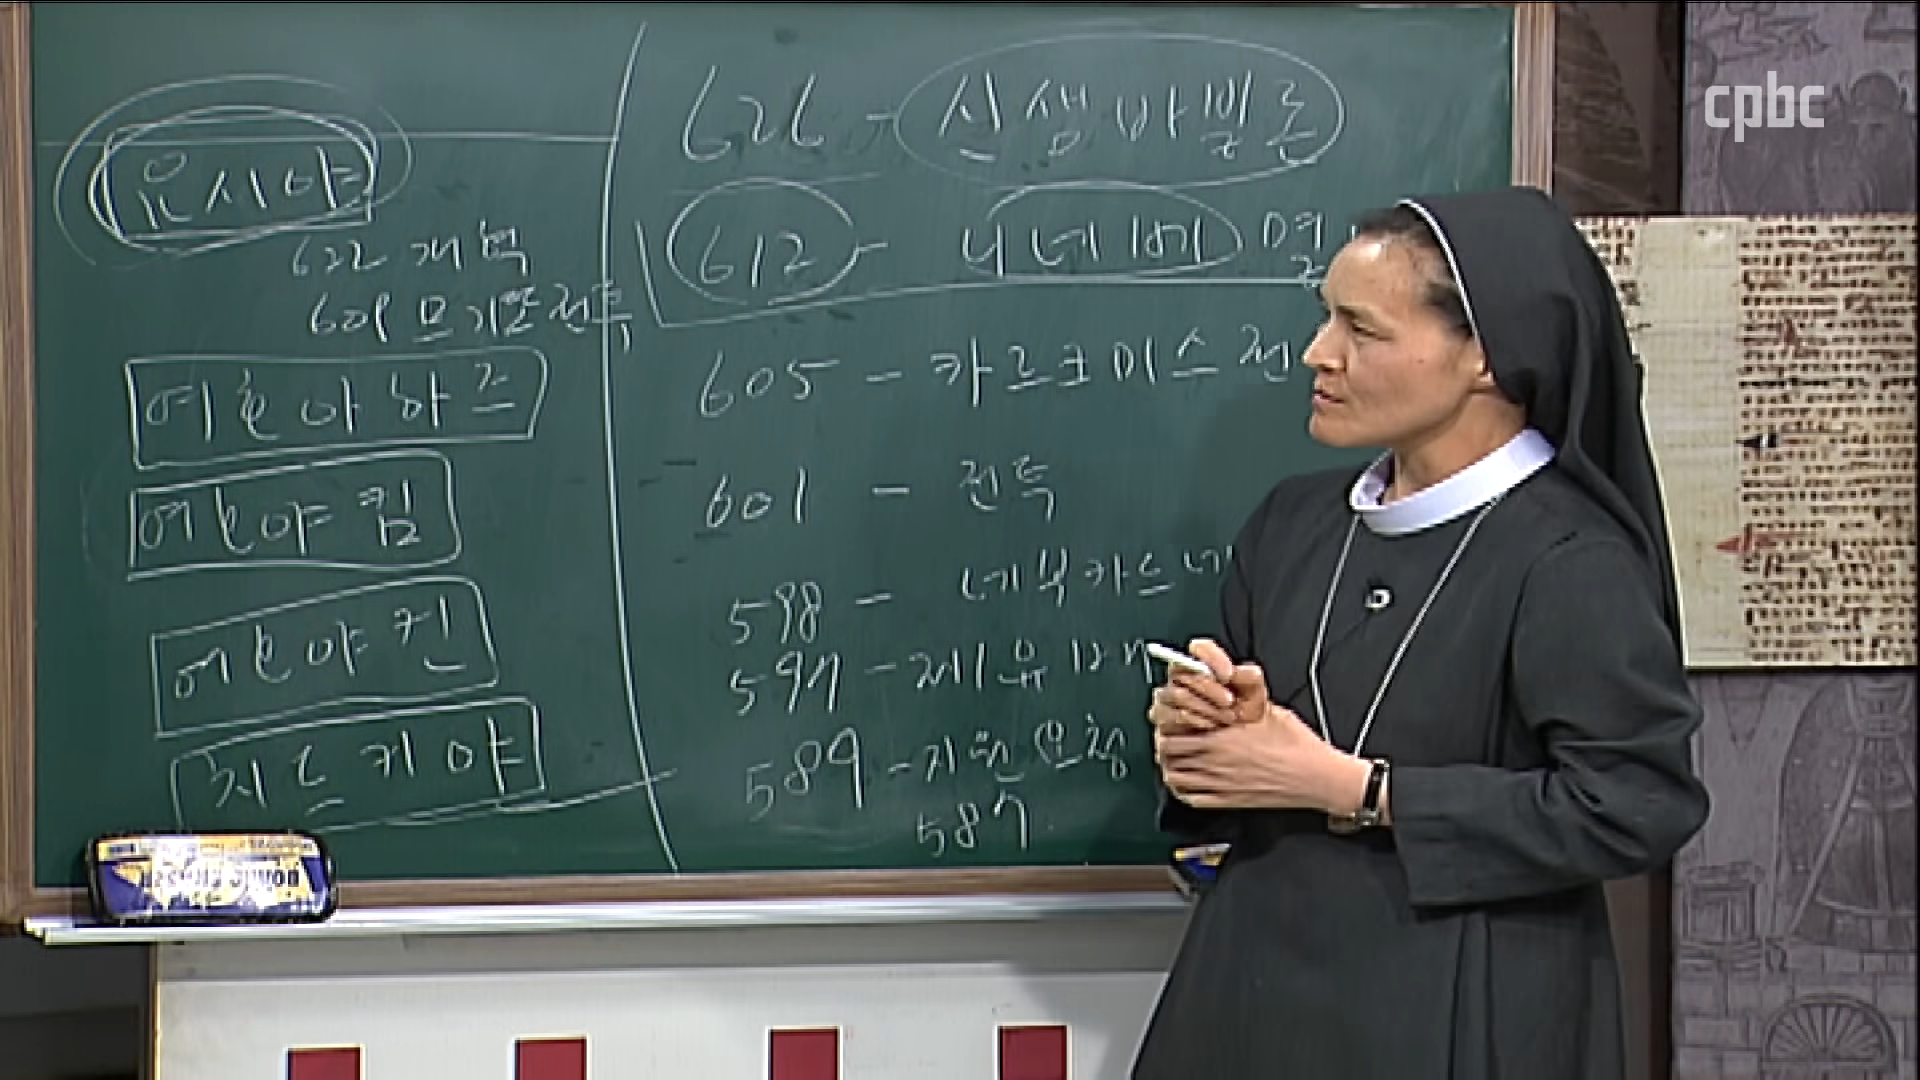 요시야
622 개혁
609 므기또 전투
여호아하즈
여호야킴
여호야킨
치드키야
626 - 신생바빌론
612 - 니네베 멸
605 - 카르크미스 전
601 - 전투
598 - 네부카드네
597 - 제1유배
589 - 지원요청
587
cpbc